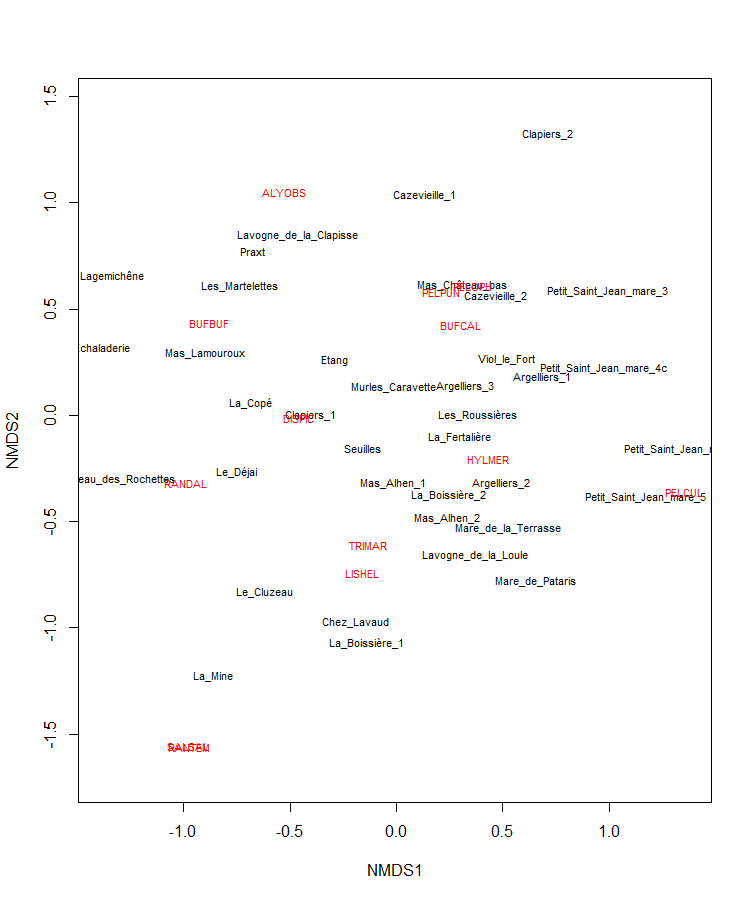 1.5
Clapiers_2
ALYOBS
Cazevieille_1
1.0
Lavogne_de_la_Clapisse
Praxt
Lagemichêne
Les_Martelettes
Mas_Château_bas
PELPUN
Cazevieille_2
Petit_Saint_Jean_mare_3
0.5
BUFBUF
BUFCAL
chaladerie
Mas_Lamouroux
Etang
Viol_le_Fort
Petit_Saint_Jean_mare_4c
Argelliers_1
Murles_Caravette
Argelliers_3
La_Copé
Clapiers_1
DISPIC
Les_Roussières
0.0
NMDS2
La_Fertalière
Seuilles
Petit_Saint_Jean_
HYLMER
Le_Déjai
eau_des_Rochettes
RANDAL
Mas_Alhen_1
Argelliers_2
La_Boissière_2
PELCUL
Petit_Saint_Jean_mare_5
-0.5
Mas_Alhen_2
Mare_de_la_Terrasse
TRIMAR
Lavogne_de_la_Loule
LISHEL
Mare_de_Pataris
Le_Cluzeau
Chez_Lavaud
-1.0
La_Boissière_1
La_Mine
-1.5
-1.0 -0.5 0.0 0.5 1.0
NMDS1